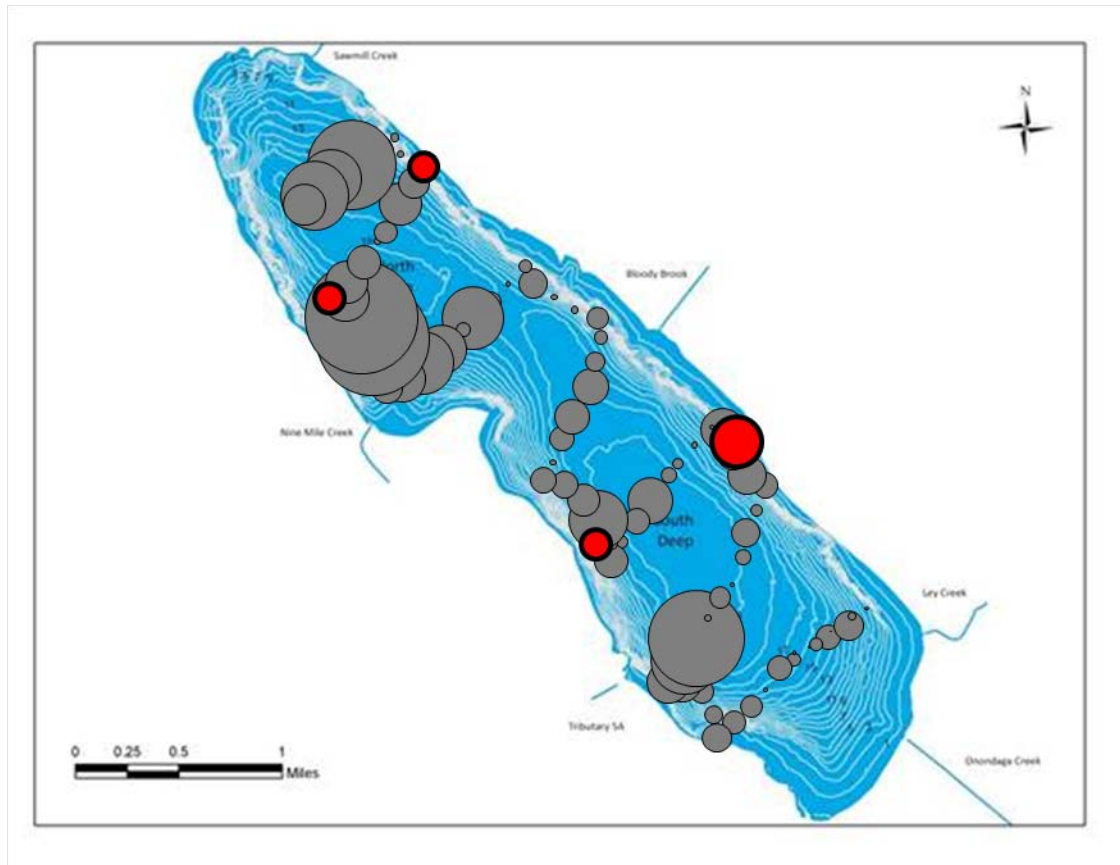 Sawmill Creek
N
Bloody Brook
Nine Mile Creek
South
Deep
Ley Creek
Tributary 5A
Onondaga Creek
0 0.25 0.5 1
Miles